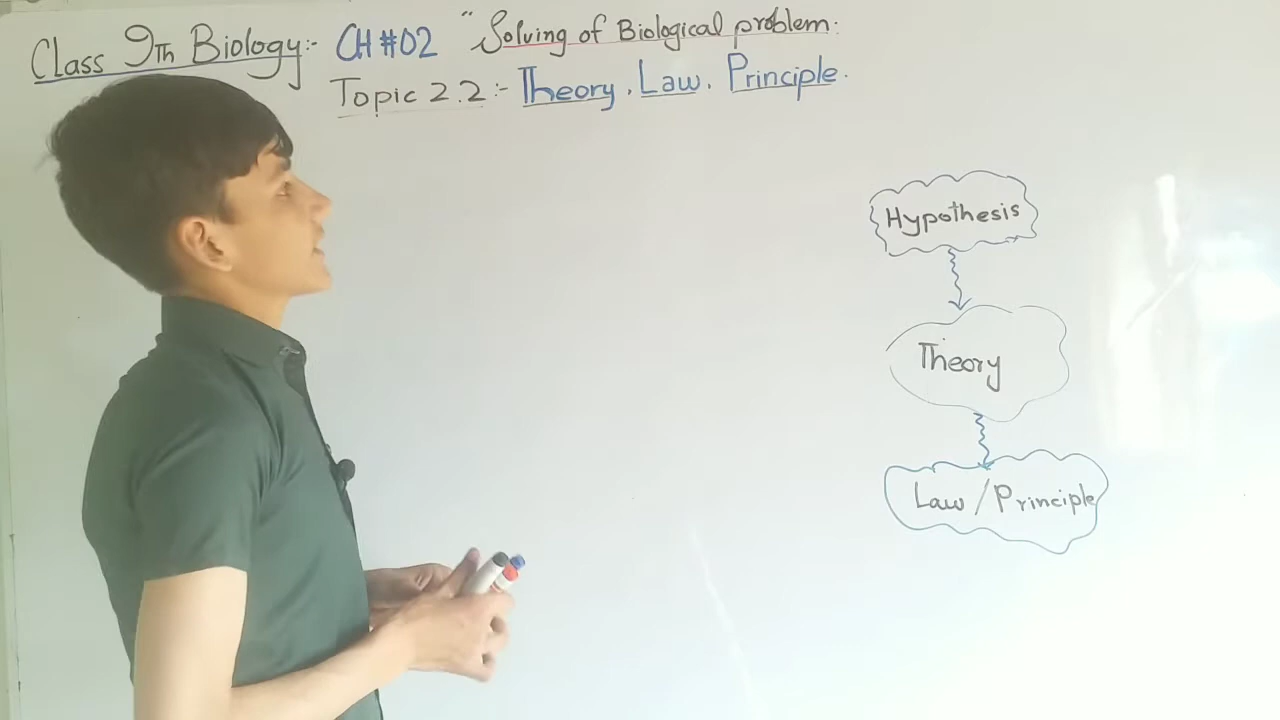 Class 9Th Biology:- CH #02 "Solving of Biological problem:
Topic 2.2:- Theory, Law, Principle.
Hypothesis
Theory
Law / Principle